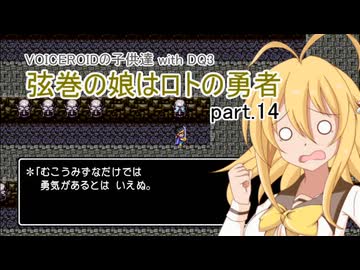 VOICEROIDの子供達 with DQ3
弦巻の娘はロトの勇者
part.14
＊「むこうみずなだけでは
勇気があるとは いえぬ。